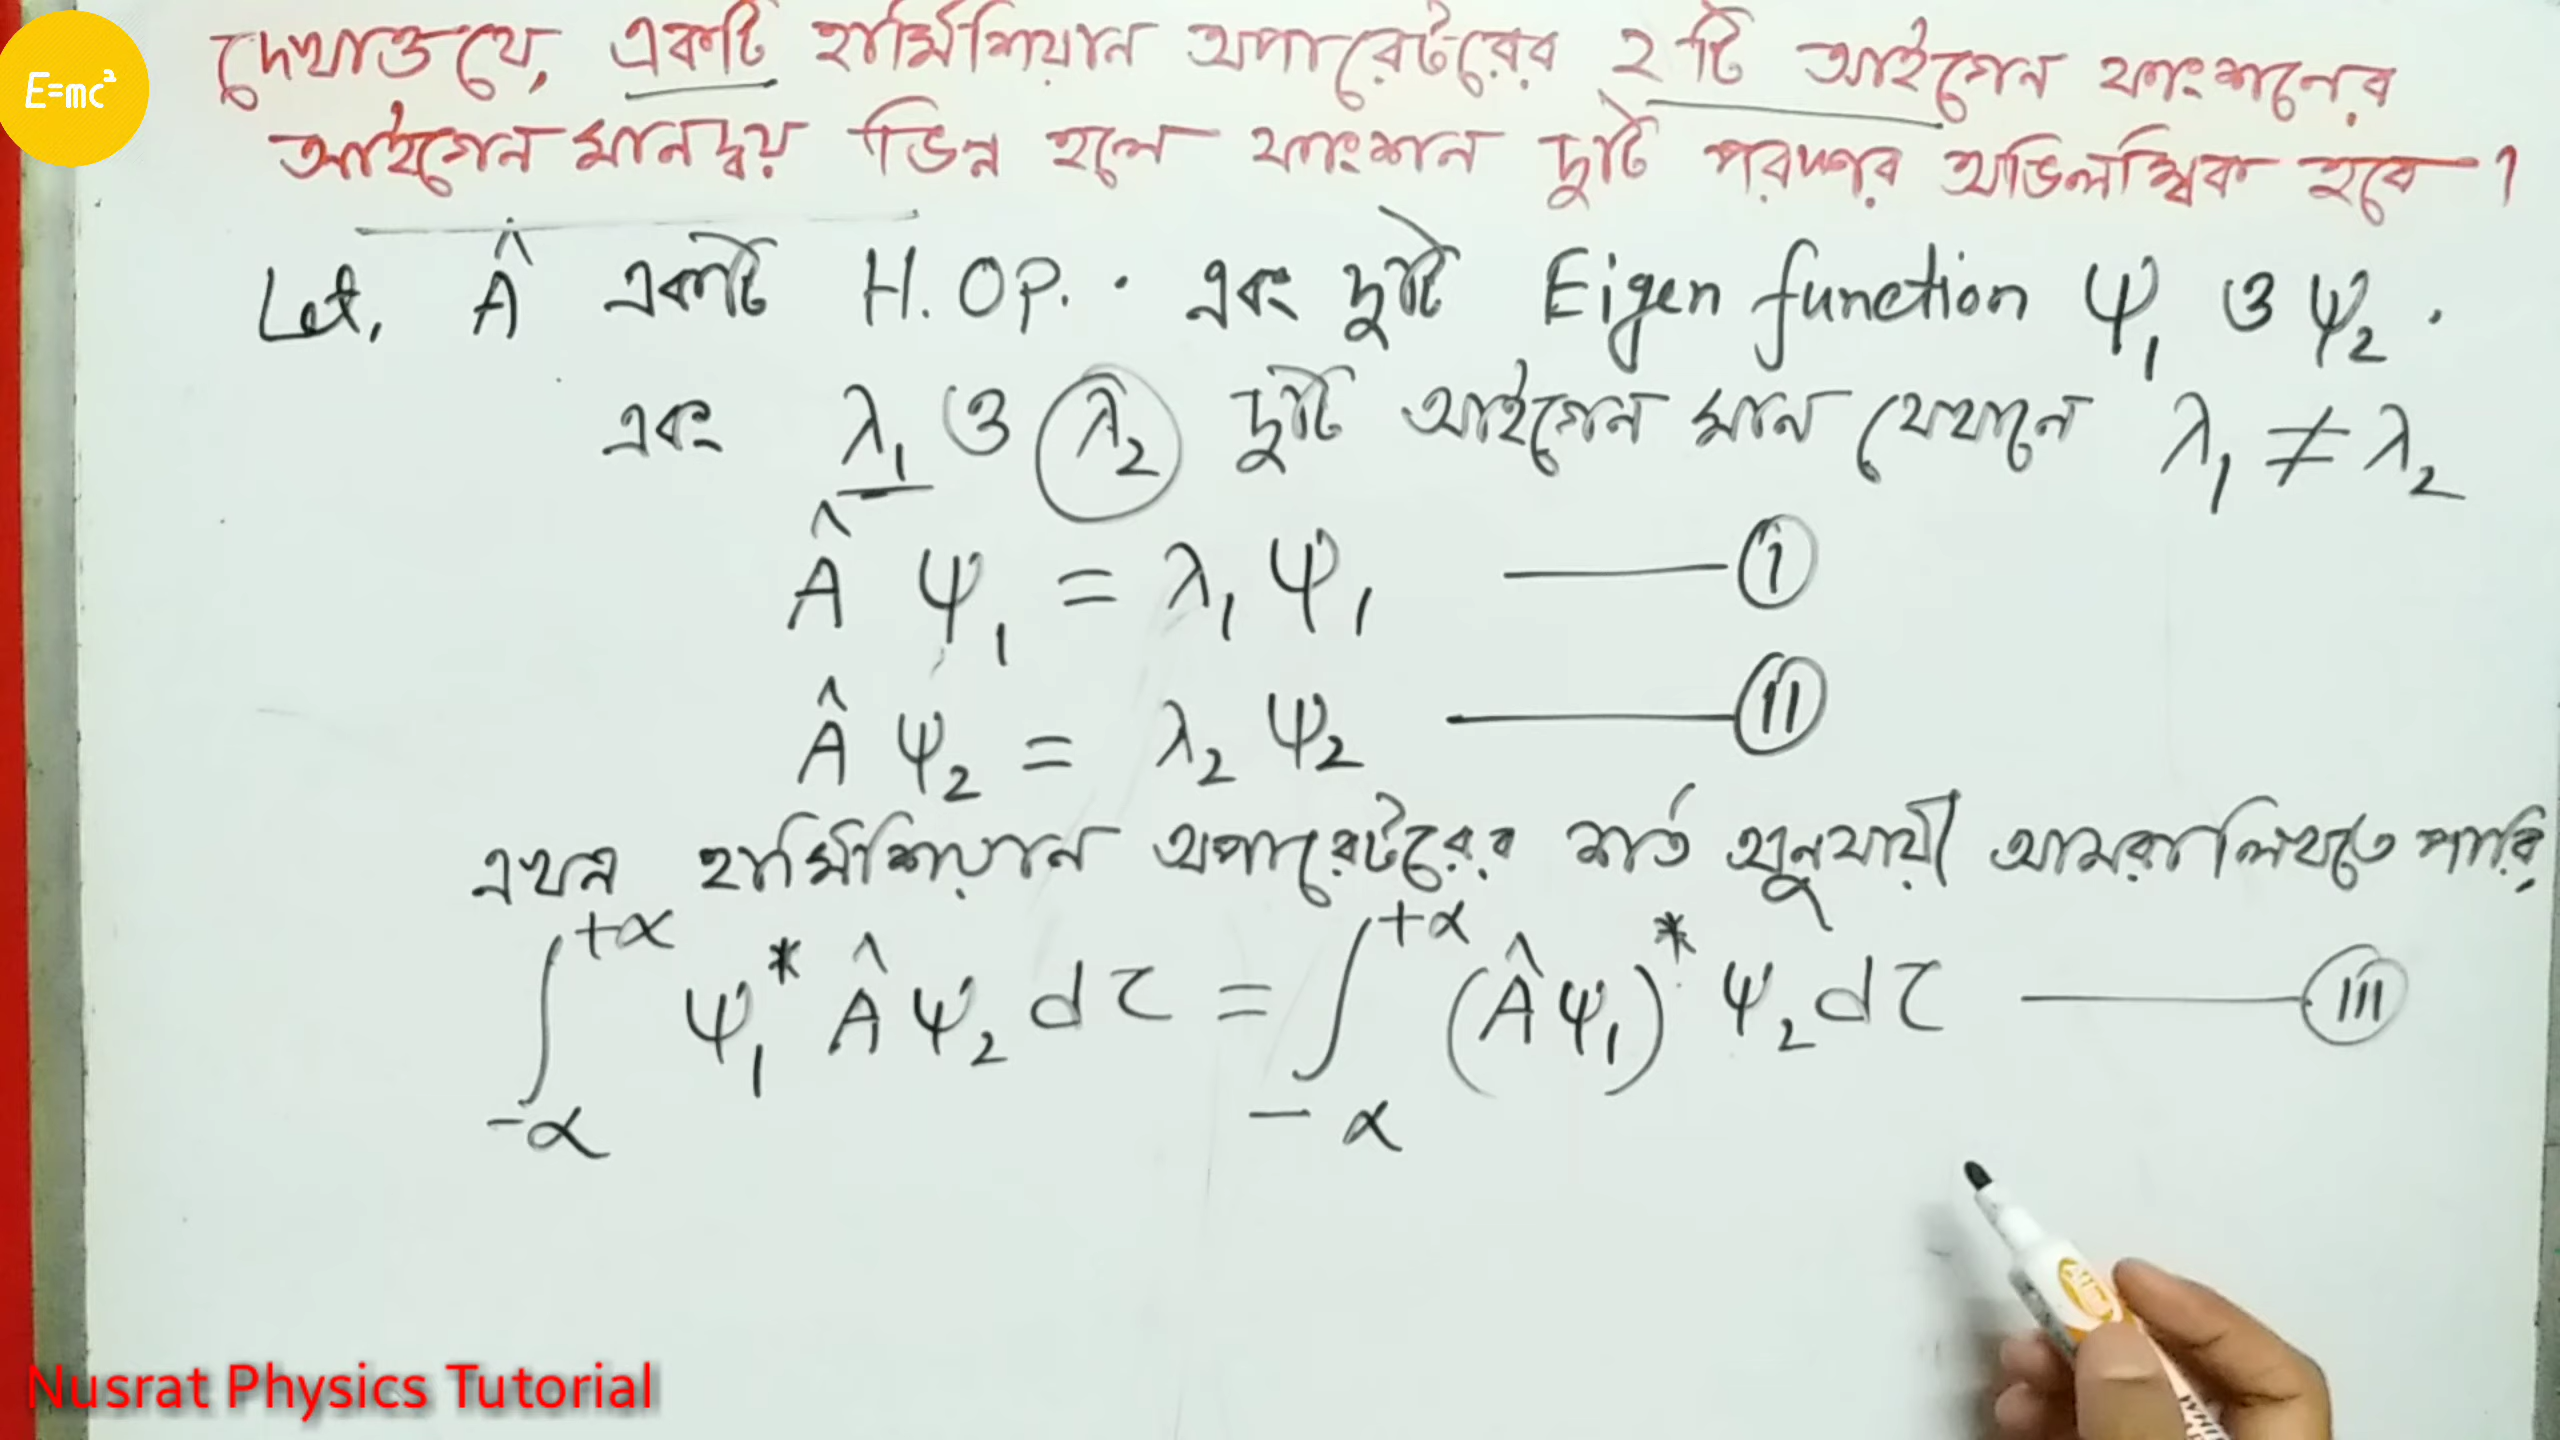 E=mc²
দেখাও যে, একটি হার্মিশিয়ান অপারেটরের ২টি আইগেন ফাংশনের
আইগেন মানদ্বয় ভিন্ন হলে ফাংশন দুটি পরস্পর অভিলম্বিক হবে ।
Let, Â একটি H.OP. . এবং দুটি Eigen function Ψ₁ ও Ψ₂ .
এবং λ₁ ও λ₂ দুটি আইগেন মান যেখানে λ₁ ≠ λ₂
Â Ψ₁ = λ₁ Ψ₁ —— (i)
Â Ψ₂ = λ₂ Ψ₂ —— (ii)
এখন হার্মিশিয়ান অপারেটরের শর্ত অনুযায়ী আমরা লিখতে পারি,
∫₋α^+α Ψ₁* Â Ψ₂ dτ = ∫₋α^+α (Â Ψ₁)* Ψ₂ dτ —— (iii)
Nusrat Physics Tutorial